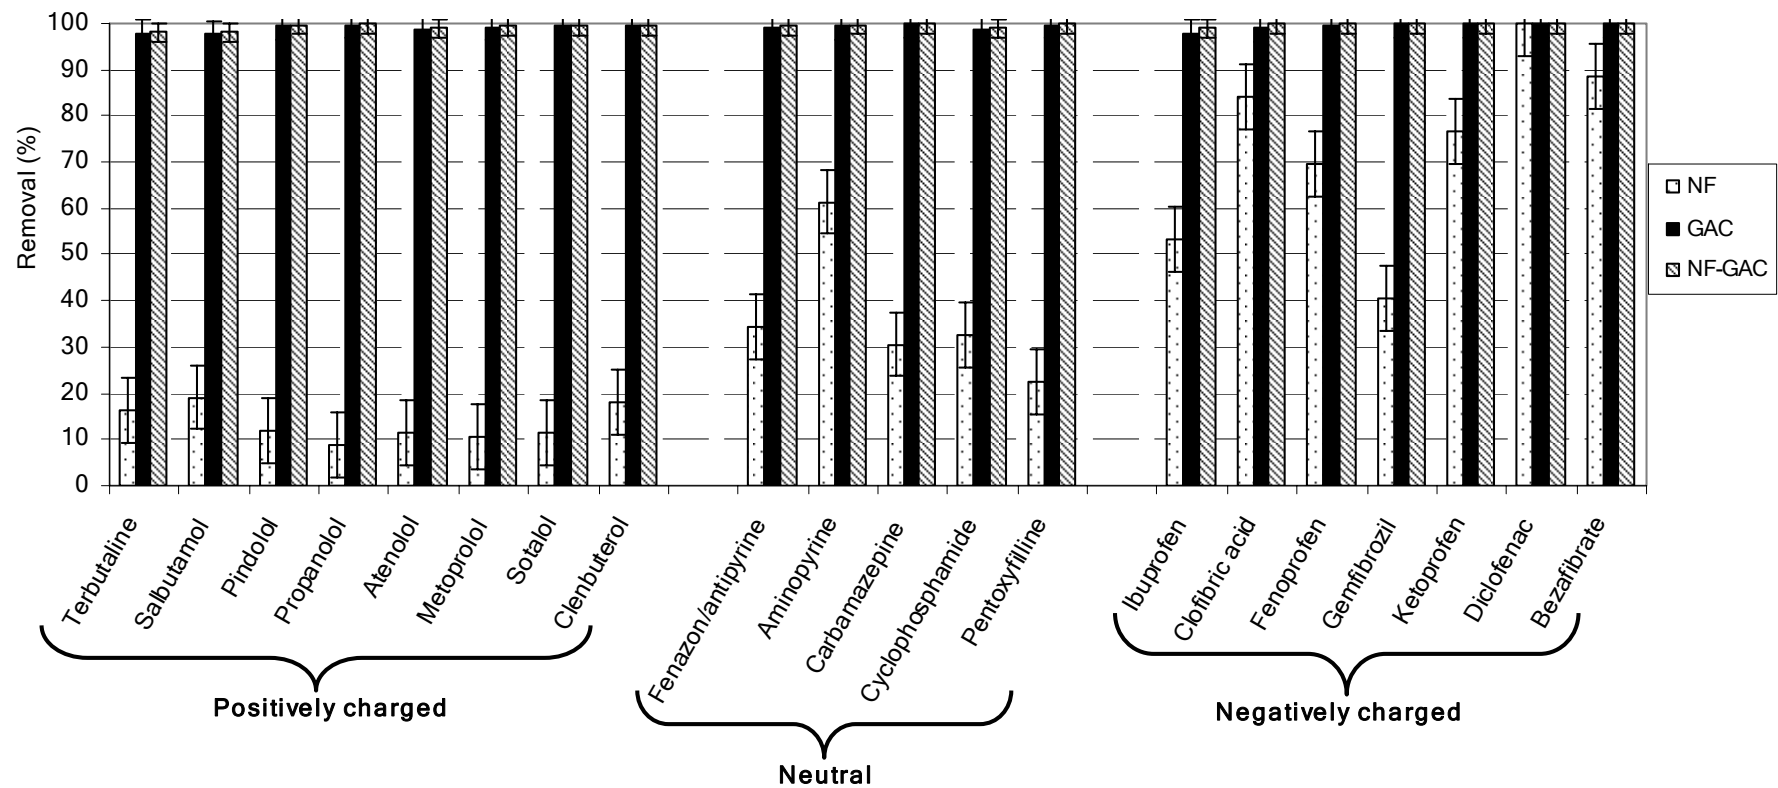 100
90
80
70
60
50
40
30
20
10
0
Removal (%)
NF
GAC
NF-GAC
Terbutaline
Salbutamol
Pindolol
Propanolol
Atenolol
Metoprolol
Sotalol
Clenbuterol
Fenazon/antipyrine
Aminopyrine
Carbamazepine
Cyclophosphamide
Pentoxyfilline
Ibuprofen
Clofibric acid
Fenoprofen
Gemfibrozil
Ketoprofen
Diclofenac
Bezafibrate
Positively charged
Neutral
Negatively charged